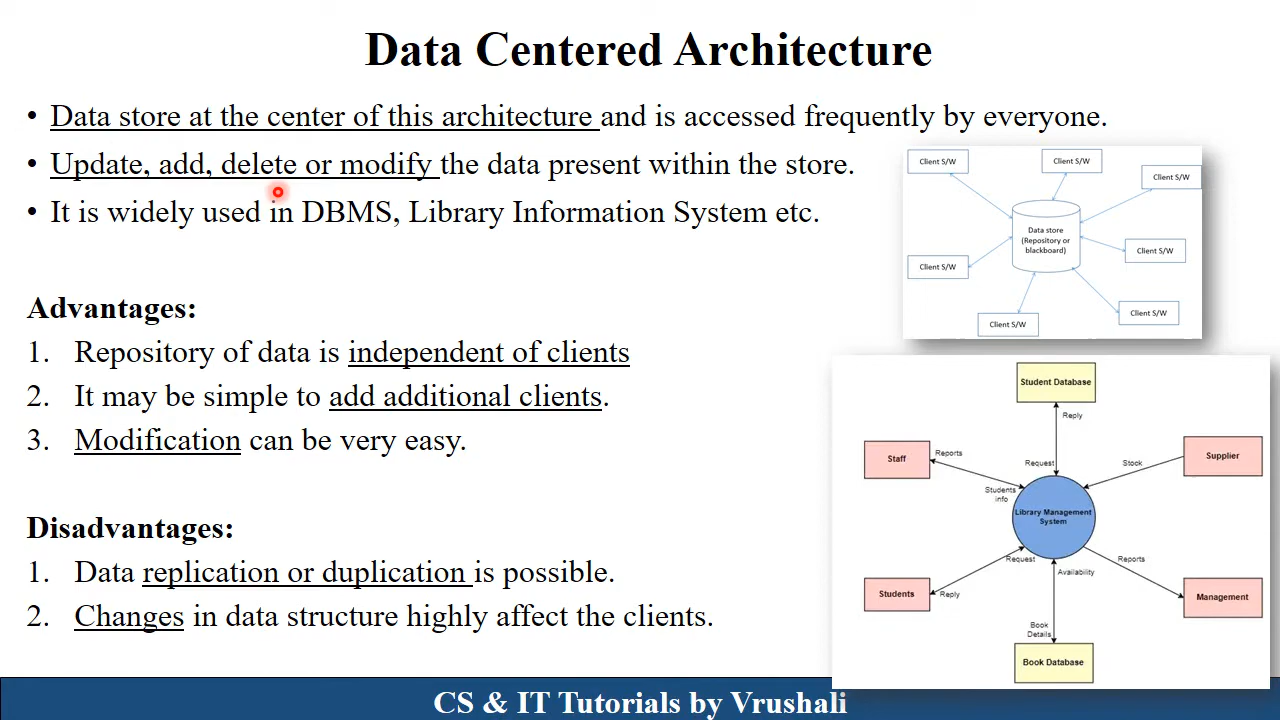 Data Centered Architecture
• Data store at the center of this architecture and is accessed frequently by everyone.
• Update, add, delete or modify the data present within the store.
• It is widely used in DBMS, Library Information System etc.
Advantages:
1. Repository of data is independent of clients
2. It may be simple to add additional clients.
3. Modification can be very easy.
Disadvantages:
1. Data replication or duplication is possible.
2. Changes in data structure highly affect the clients.
Client S/W
Client S/W
Client S/W
Data store
(Repository or
blackboard)
Client S/W
Client S/W
Client S/W
Client S/W
Student Database
Reply
Staff
Reports
Request
Stock
Supplier
Students
info
Library Management
System
Request
Availability
Reports
Students
Reply
Management
Book
Details
Book Database
CS & IT Tutorials by Vrushali